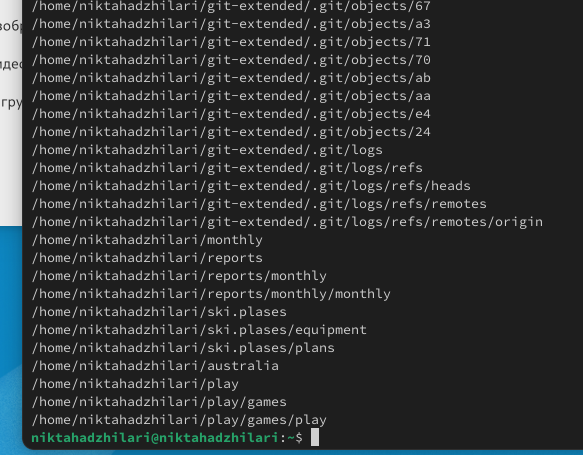 /home/niktahadzhilari/git-extended/.git/objects/67
/home/niktahadzhilari/git-extended/.git/objects/a3
/home/niktahadzhilari/git-extended/.git/objects/71
/home/niktahadzhilari/git-extended/.git/objects/70
/home/niktahadzhilari/git-extended/.git/objects/ab
/home/niktahadzhilari/git-extended/.git/objects/aa
/home/niktahadzhilari/git-extended/.git/objects/e4
/home/niktahadzhilari/git-extended/.git/objects/24
/home/niktahadzhilari/git-extended/.git/logs
/home/niktahadzhilari/git-extended/.git/logs/refs
/home/niktahadzhilari/git-extended/.git/logs/refs/heads
/home/niktahadzhilari/git-extended/.git/logs/refs/remotes
/home/niktahadzhilari/git-extended/.git/logs/refs/remotes/origin
/home/niktahadzhilari/monthly
/home/niktahadzhilari/reports
/home/niktahadzhilari/reports/monthly
/home/niktahadzhilari/reports/monthly/monthly
/home/niktahadzhilari/ski.plases
/home/niktahadzhilari/ski.plases/equipment
/home/niktahadzhilari/ski.plases/plans
/home/niktahadzhilari/australia
/home/niktahadzhilari/play
/home/niktahadzhilari/play/games
/home/niktahadzhilari/play/games/play
niktahadzhilari@niktahadzhilari:~$